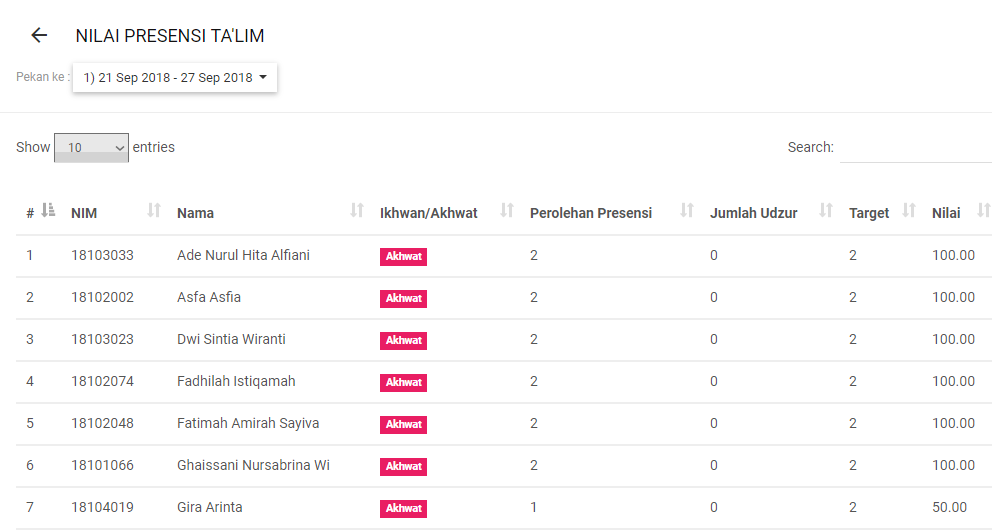 NILAI PRESENSI TA'LIM
Pekan ke : 1) 21 Sep 2018 - 27 Sep 2018
Show 10 entries Search:
# NIM Nama Ikhwan/Akhwat Perolehan Presensi Jumlah Udzur Target Nilai
1 18103033 Ade Nurul Hita Alfiani Akhwat 2 0 2 100.00
2 18102002 Asfa Asfia Akhwat 2 0 2 100.00
3 18103023 Dwi Sintia Wiranti Akhwat 2 0 2 100.00
4 18102074 Fadhilah Istiqamah Akhwat 2 0 2 100.00
5 18102048 Fatimah Amirah Sayiva Akhwat 2 0 2 100.00
6 18101066 Ghaissani Nursabrina Wi Akhwat 2 0 2 100.00
7 18104019 Gira Arinta Akhwat 1 0 2 50.00